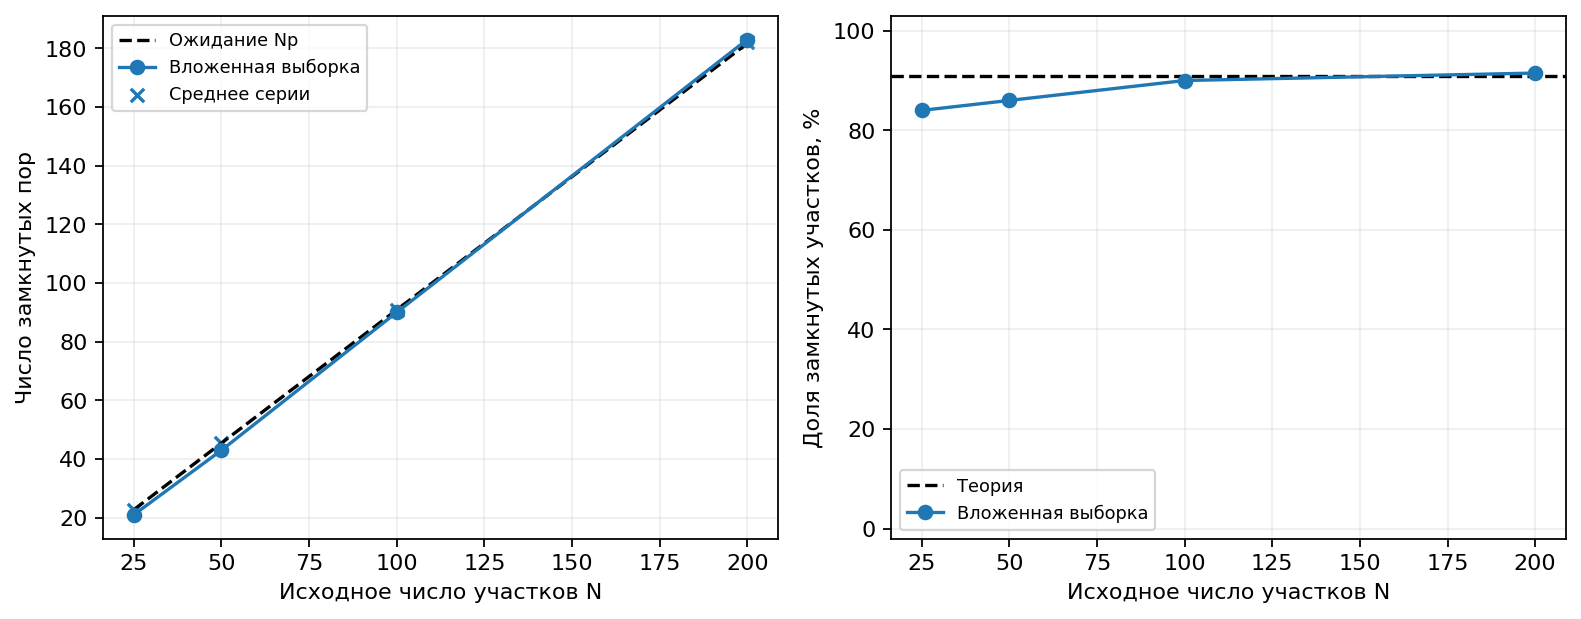 Ожидание Np
Вложенная выборка
Среднее серии
Число замкнутых пор
180
160
140
120
100
80
60
40
20
25 50 75 100 125 150 175 200
Исходное число участков N
Доля замкнутых участков, %
100
80
60
40
20
0
Теория
Вложенная выборка
25 50 75 100 125 150 175 200
Исходное число участков N